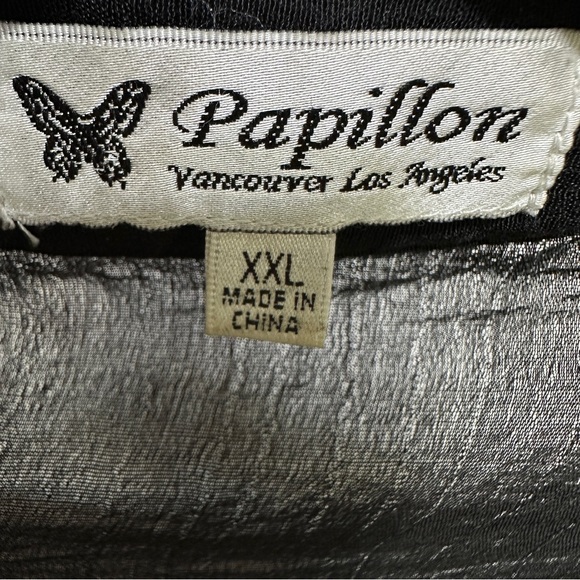 Papillon
Vancouver Los Angeles
XXL
MADE IN
CHINA